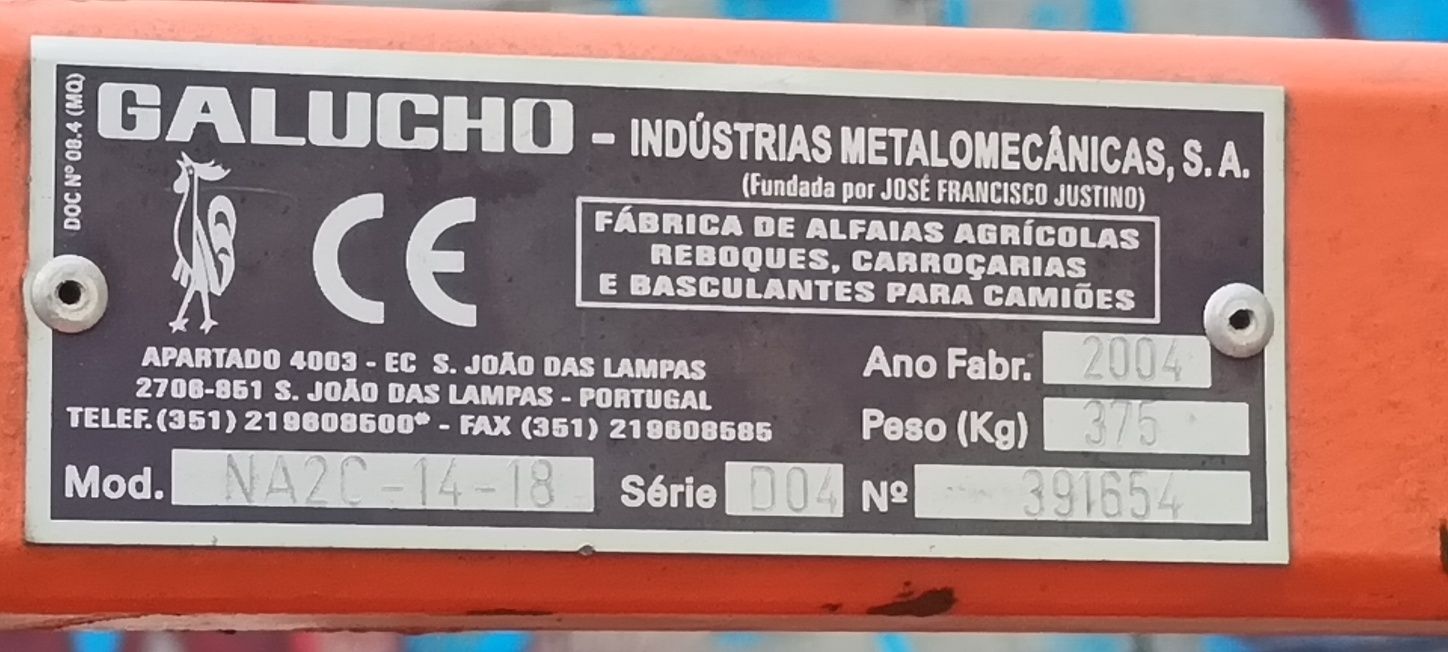 DOC Nº 08.4 (MQ)
GALUCHO - INDÚSTRIAS METALOMECÂNICAS, S.A.
(Fundada por JOSÉ FRANCISCO JUSTINO)
CE
FÁBRICA DE ALFAIAS AGRÍCOLAS
REBOQUES, CARROÇARIAS
E BASCULANTES PARA CAMIÕES
APARTADO 4003 - EC S. JOÃO DAS LAMPAS
2706-851 S. JOÃO DAS LAMPAS - PORTUGAL
TELEF. (351) 219608500* - FAX (351) 219608585
Ano Fabr. 2004
Peso (Kg) 375
Mod. NA2C-14-18 Série D04 Nº 391654